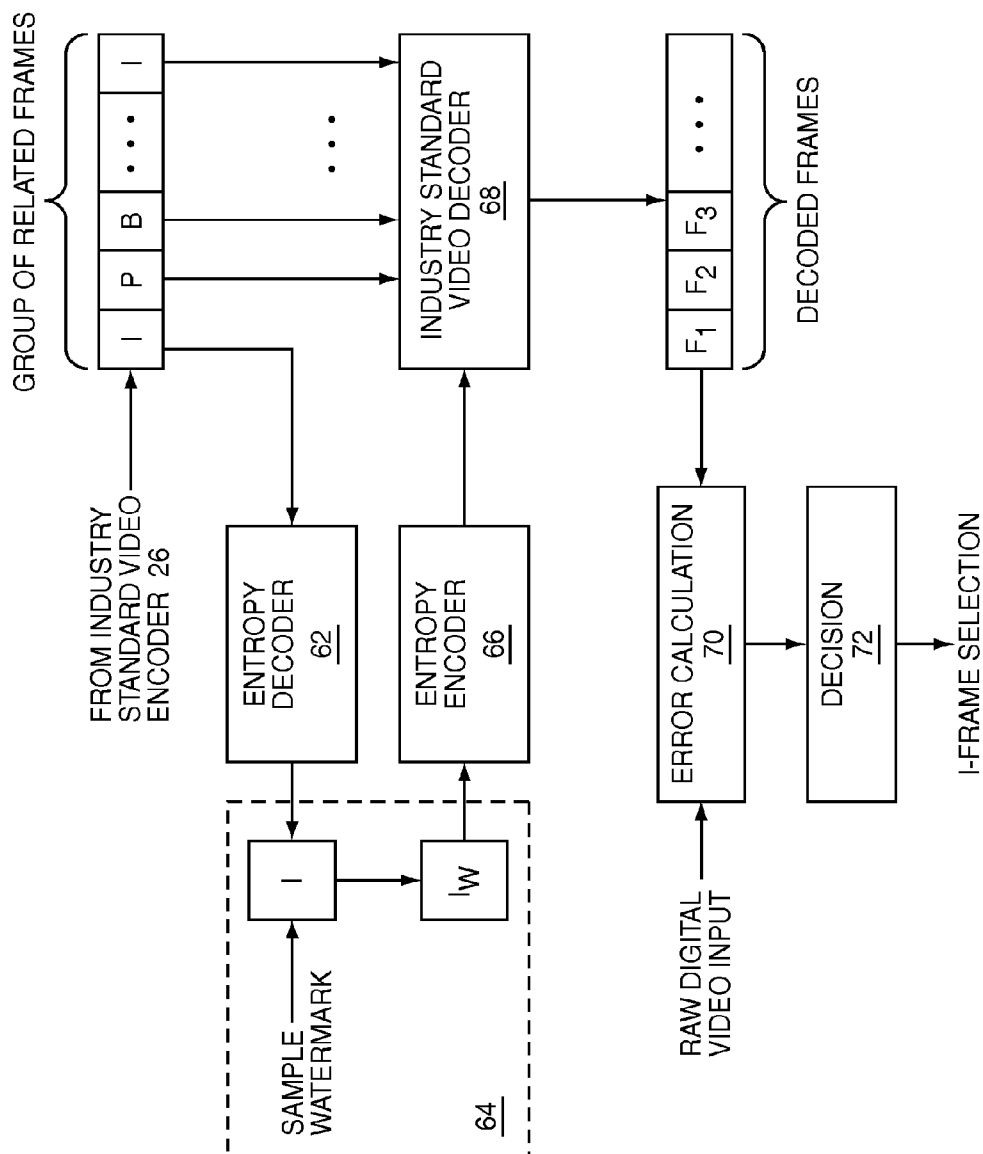 GROUP OF RELATED FRAMES
I P B ••• I
FROM INDUSTRY
STANDARD VIDEO
ENCODER 26
•••
ENTROPY
DECODER
62
I
SAMPLE
WATERMARK
IW
64
ENTROPY
ENCODER
66
INDUSTRY STANDARD
VIDEO DECODER
68
F1 F2 F3 •••
DECODED FRAMES
RAW DIGITAL
VIDEO INPUT
ERROR CALCULATION
70
DECISION
72
I-FRAME SELECTION